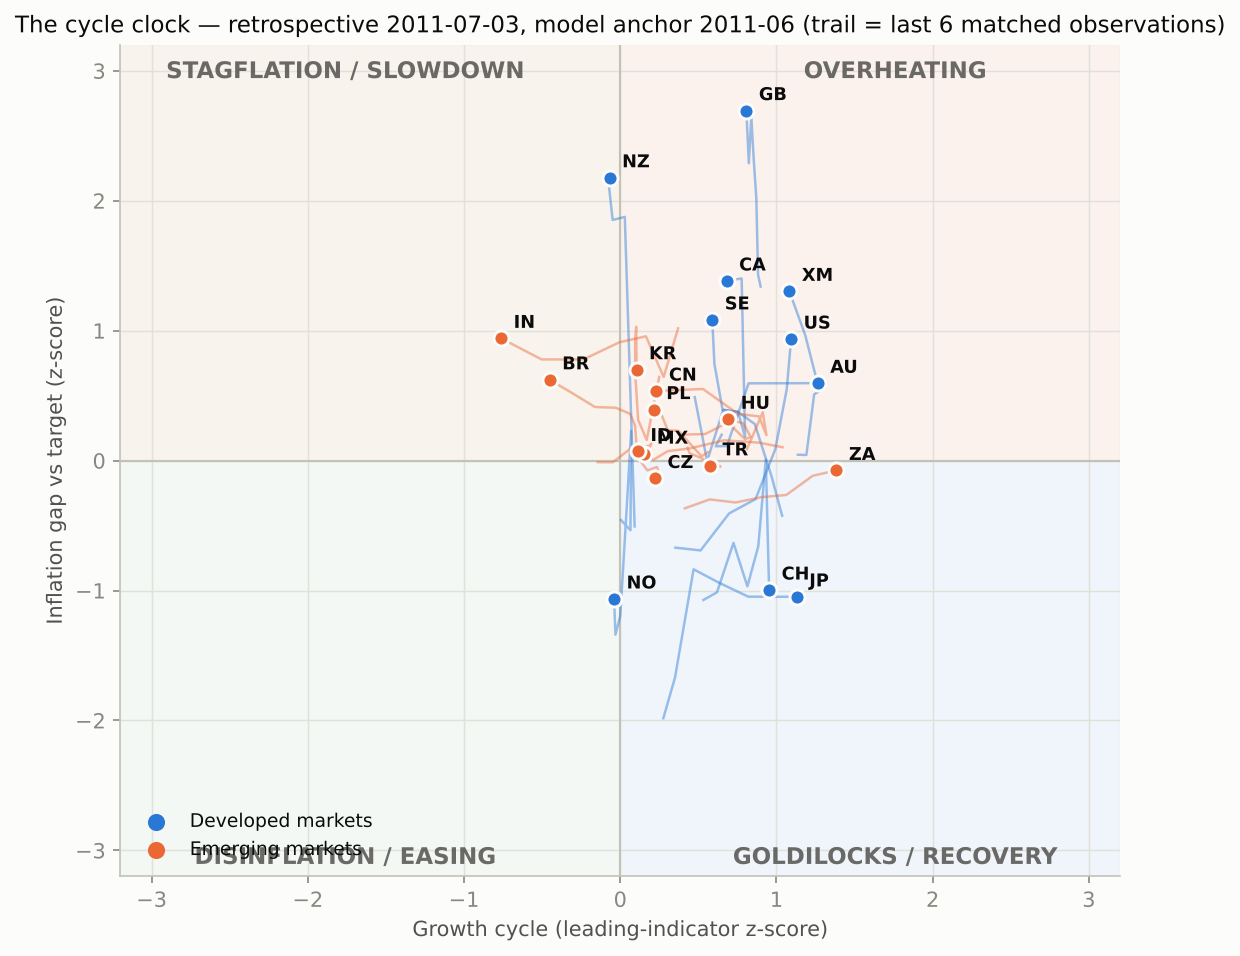 The cycle clock — retrospective 2011-07-03, model anchor 2011-06 (trail = last 6 matched observations)
STAGFLATION / SLOWDOWN
OVERHEATING
GB
NZ
CA
XM
SE
US
IN
BR
KR
CN
PL
AU
HU
ID
MX
TR
CZ
ZA
NO
CH
JP
Developed markets
Emerging markets
DISINFLATION / EASING
GOLDILOCKS / RECOVERY
3
2
1
0
−1
−2
−3
−3
−2
−1
0
1
2
3
Inflation gap vs target (z-score)
Growth cycle (leading-indicator z-score)